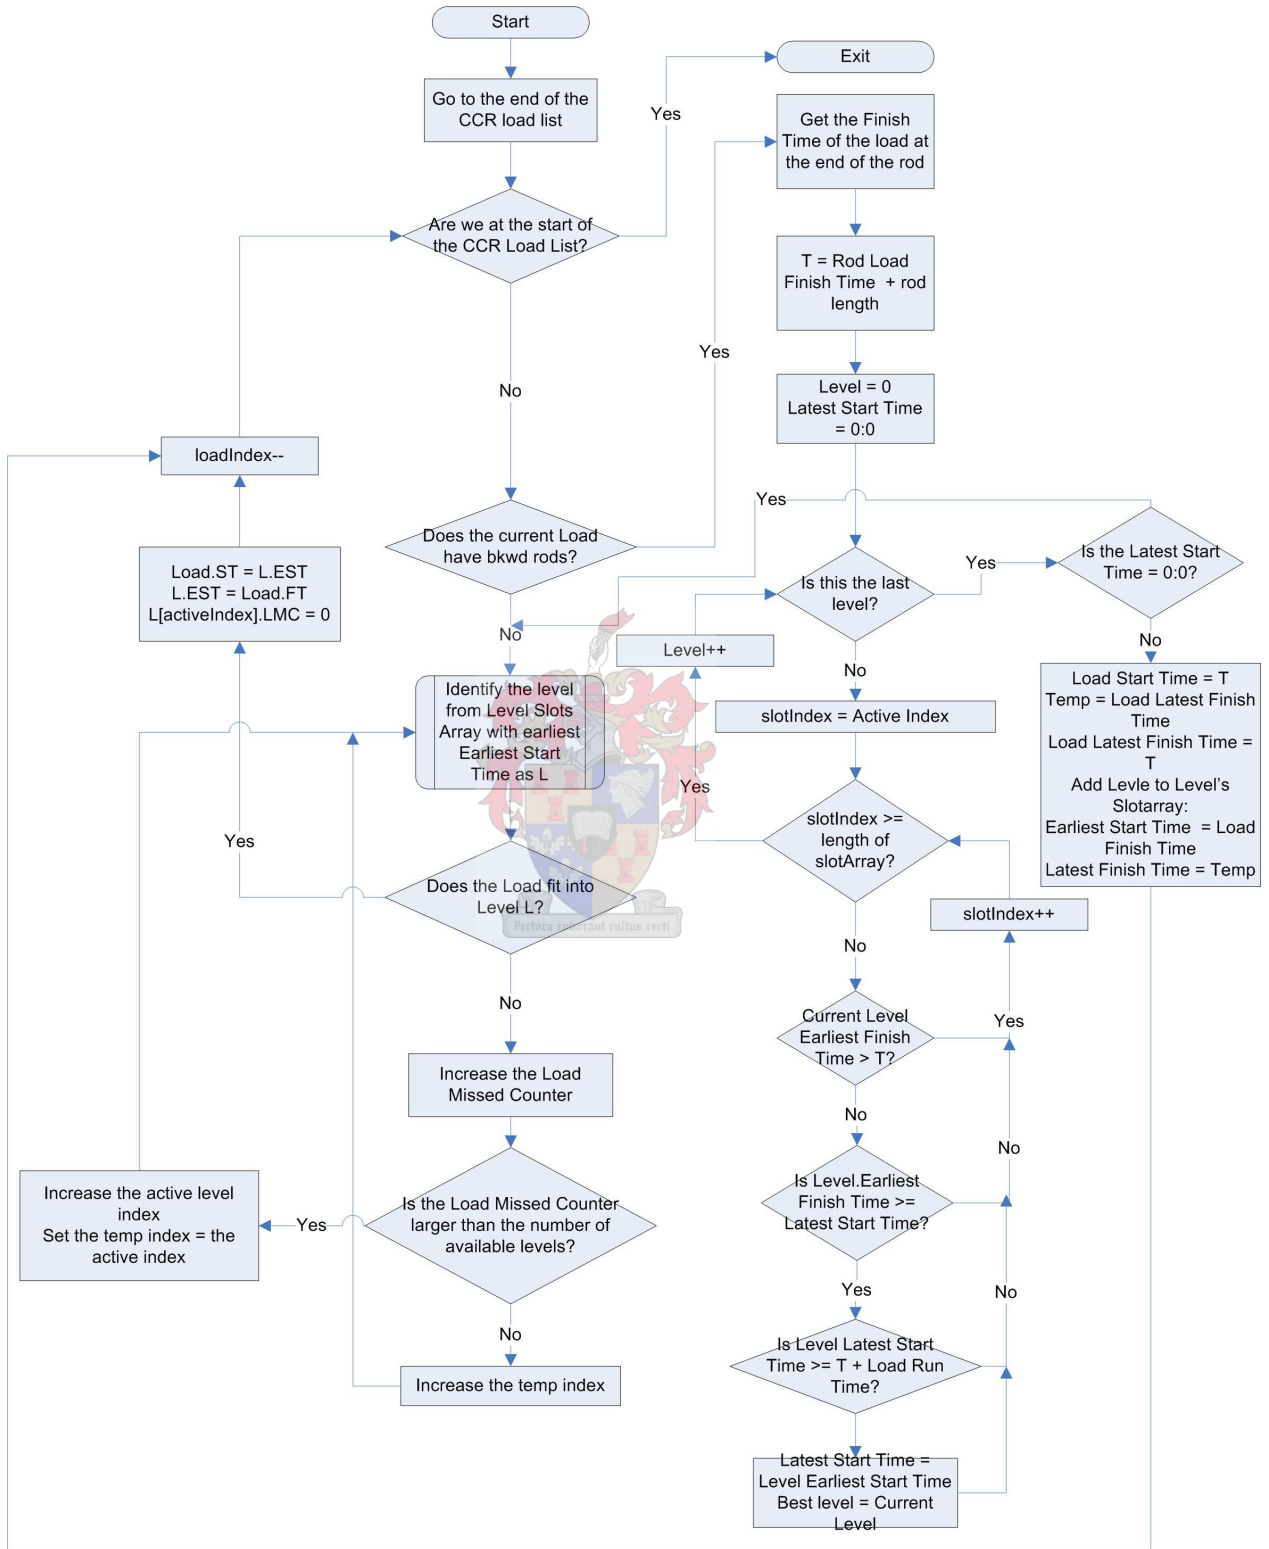 Start
Go to the end of the
CCR load list
Are we at the start of
the CCR Load List?
Yes
Exit
No
Does the current Load
have bkwd rods?
Yes
No
Get the Finish
Time of the load at
the end of the rod
T = Rod Load
Finish Time + rod
length
Level = 0
Latest Start Time
= 0:0
Is this the last
level?
Yes
Is the Latest Start
Time = 0:0?
Yes
No
Load Start Time = T
Temp = Load Latest Finish
Time
Load Latest Finish Time =
T
Add Levle to Level's
Slotarray:
Earliest Start Time = Load
Finish Time
Latest Finish Time = Temp
No
slotIndex = Active Index
Level++
slotIndex >=
length of
slotArray?
Yes
slotIndex++
No
Current Level
Earliest Finish
Time > T?
Yes
No
Is Level.Earliest
Finish Time >=
Latest Start Time?
No
Yes
Is Level Latest Start
Time >= T + Load Run
Time?
No
Latest Start Time =
Level Earliest Start Time
Best level = Current
Level
loadIndex--
Load.ST = L.EST
L.EST = Load.FT
L[activeIndex].LMC = 0
Identify the level
from Level Slots
Array with earliest
Earliest Start
Time as L
Yes
Does the Load fit into
Level L?
Pectora roborant cultus recti
No
Increase the Load
Missed Counter
Is the Load Missed Counter
larger than the number of
available levels?
Yes
Increase the active level
index
Set the temp index = the
active index
No
Increase the temp index